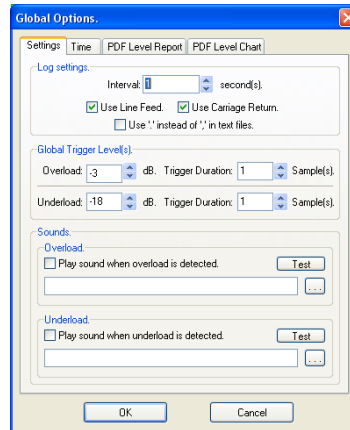 Global Options.
Settings Time PDF Level Report PDF Level Chart
Log settings.
Interval: 1 second(s).
Use Line Feed. Use Carriage Return.
Use '.' instead of ',' in text files.
Global Trigger Level(s).
Overload: -3 dB. Trigger Duration: 1 Sample(s).
Underload: -18 dB. Trigger Duration: 1 Sample(s).
Sounds.
Overload.
Play sound when overload is detected. Test
...
Underload.
Play sound when underload is detected. Test
...
OK Cancel